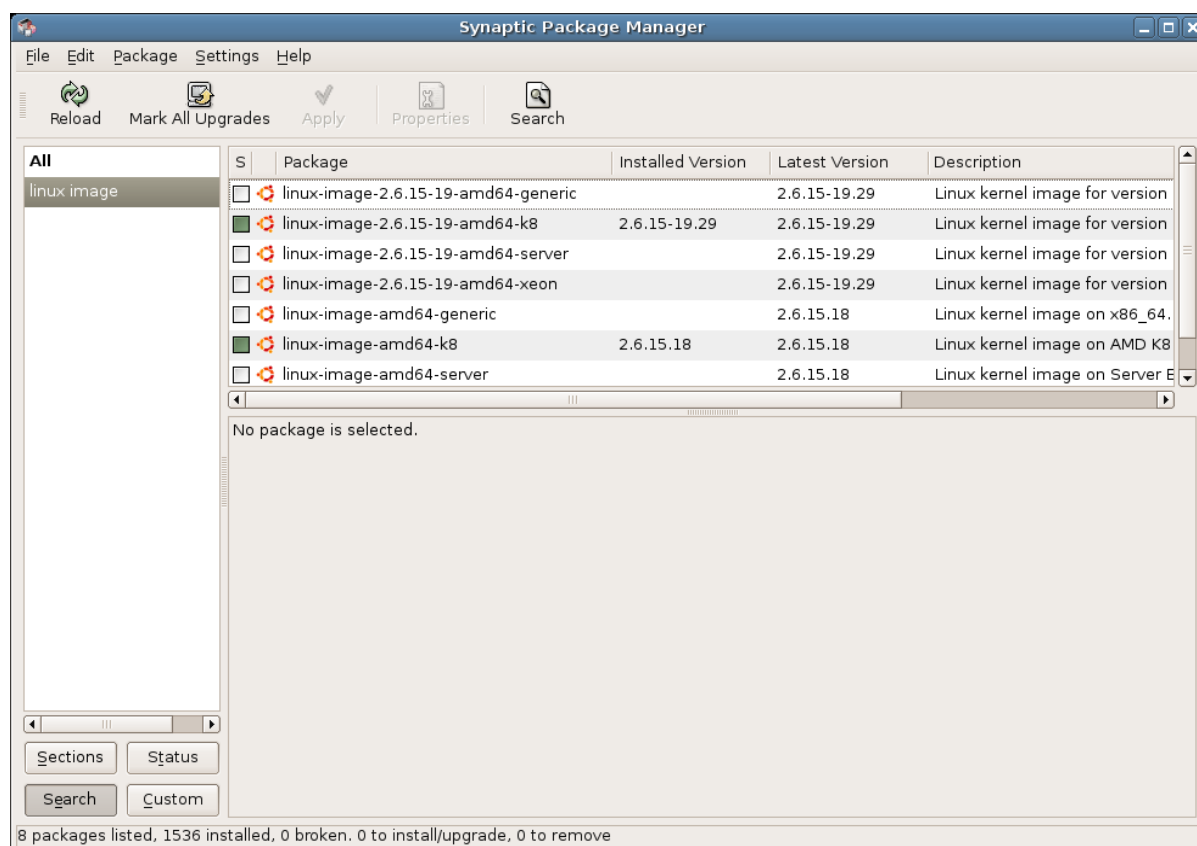 Synaptic Package Manager
File Edit Package Settings Help
Reload Mark All Upgrades Apply Properties Search
All
linux image
S Package Installed Version Latest Version Description
linux-image-2.6.15-19-amd64-generic 2.6.15-19.29 Linux kernel image for version
linux-image-2.6.15-19-amd64-k8 2.6.15-19.29 2.6.15-19.29 Linux kernel image for version
linux-image-2.6.15-19-amd64-server 2.6.15-19.29 Linux kernel image for version
linux-image-2.6.15-19-amd64-xeon 2.6.15-19.29 Linux kernel image for version
linux-image-amd64-generic 2.6.15.18 Linux kernel image on x86_64.
linux-image-amd64-k8 2.6.15.18 2.6.15.18 Linux kernel image on AMD K8
linux-image-amd64-server 2.6.15.18 Linux kernel image on Server E
No package is selected.
Sections Status
Search Custom
8 packages listed, 1536 installed, 0 broken. 0 to install/upgrade, 0 to remove